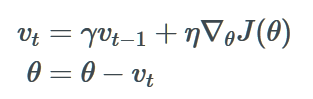 v_t = γv_{t−1} + η∇_θJ(θ)
θ = θ − v_t